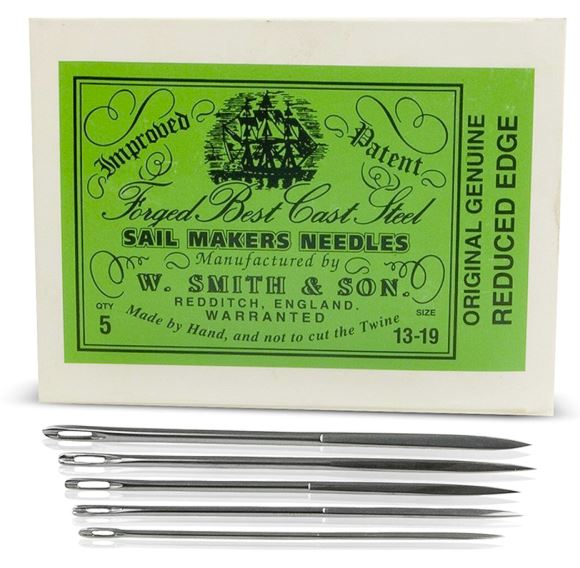 Improved Patent
Forged Best Cast Steel
SAIL MAKERS NEEDLES
Manufactured by
W. SMITH & SON.
REDDITCH, ENGLAND.
WARRANTED
Made by Hand, and not to cut the Twine
QTY
5
SIZE
13-19
ORIGINAL GENUINE
REDUCED EDGE